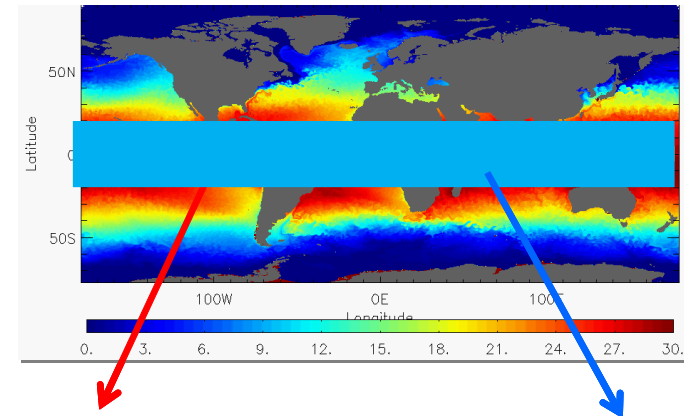 50N
Latitude
0
50S
100W 0E 100E
Longitude
0. 3. 6. 9. 12. 15. 18. 21. 24. 27. 30.